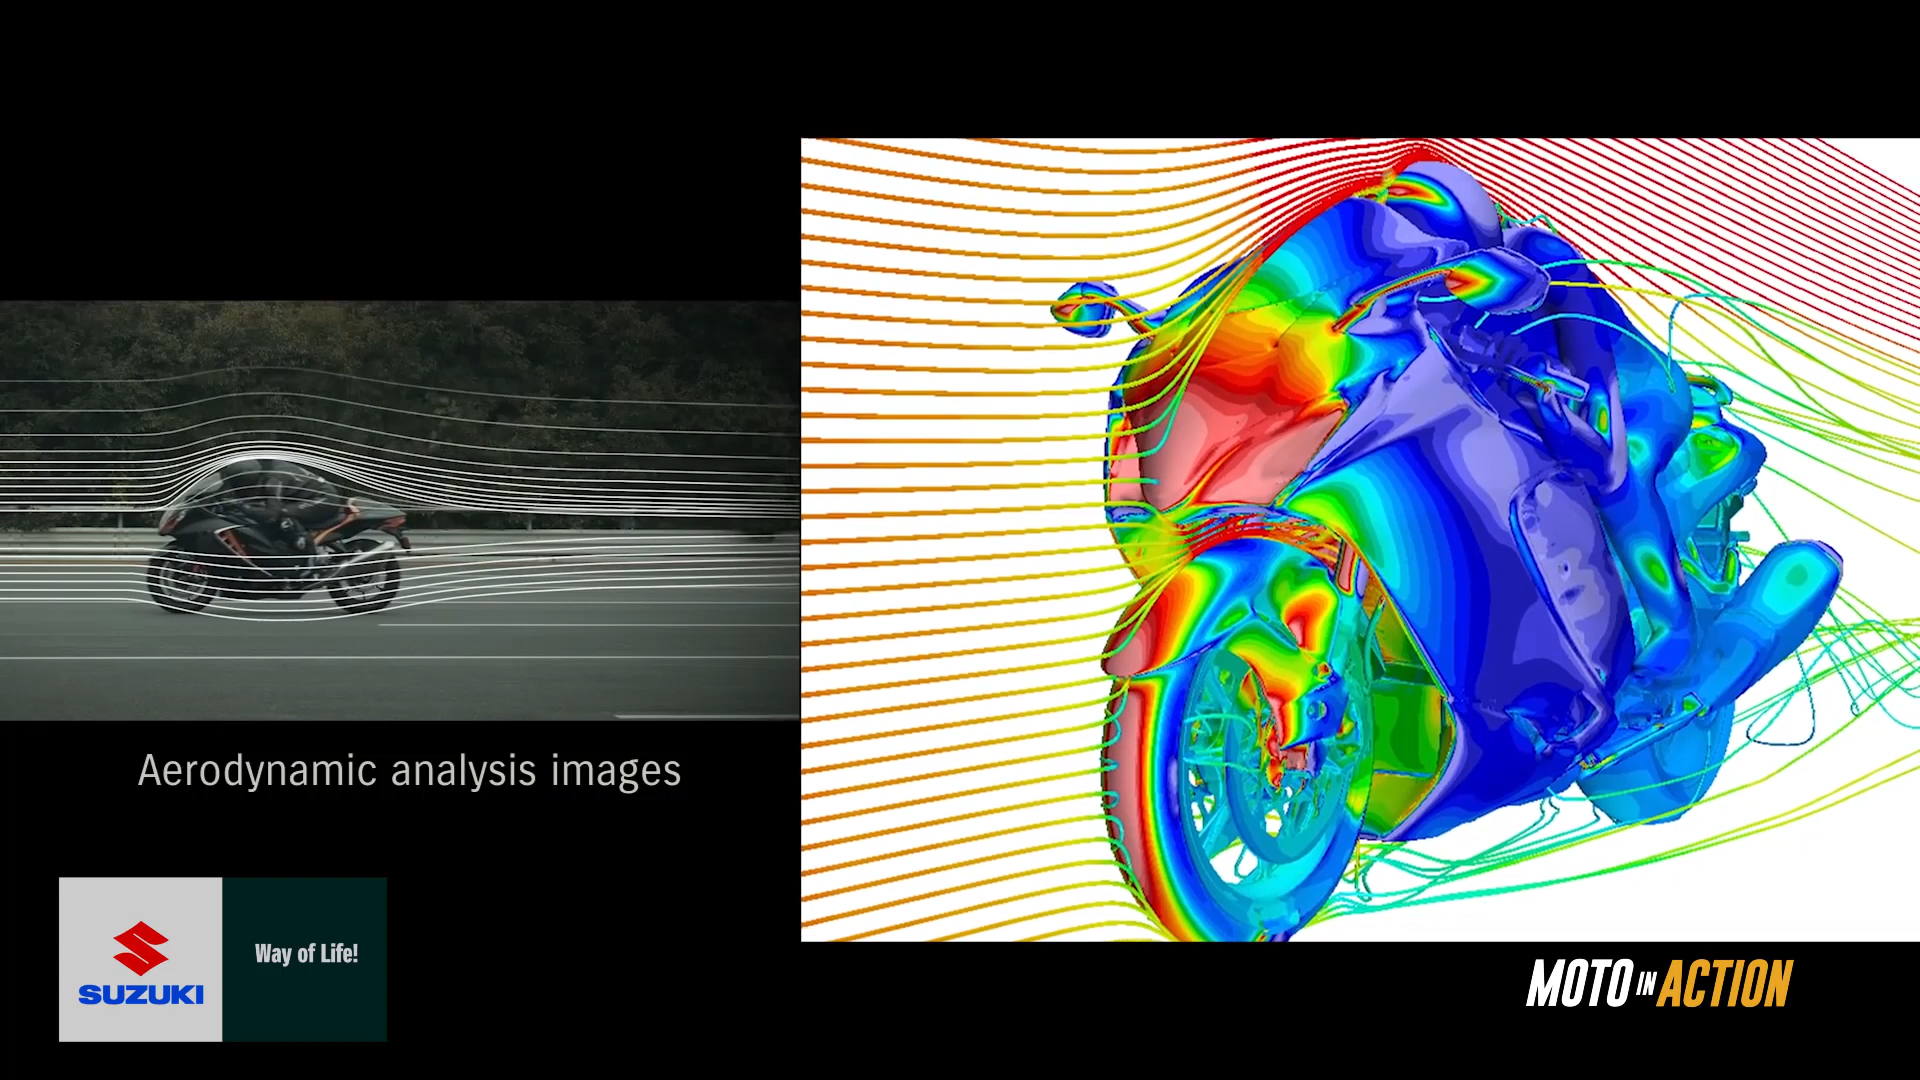 Aerodynamic analysis images
SUZUKI
Way of Life!
MOTO IN ACTION